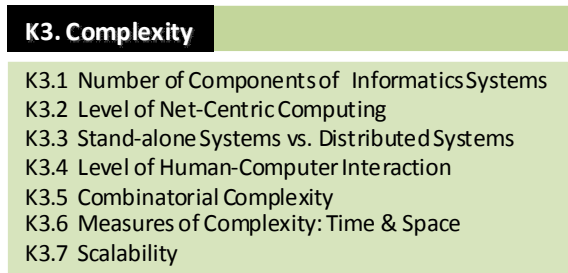 K3. Complexity
K3.1 Number of Components of Informatics Systems
K3.2 Level of Net-Centric Computing
K3.3 Stand-alone Systems vs. Distributed Systems
K3.4 Level of Human-Computer Interaction
K3.5 Combinatorial Complexity
K3.6 Measures of Complexity: Time & Space
K3.7 Scalability